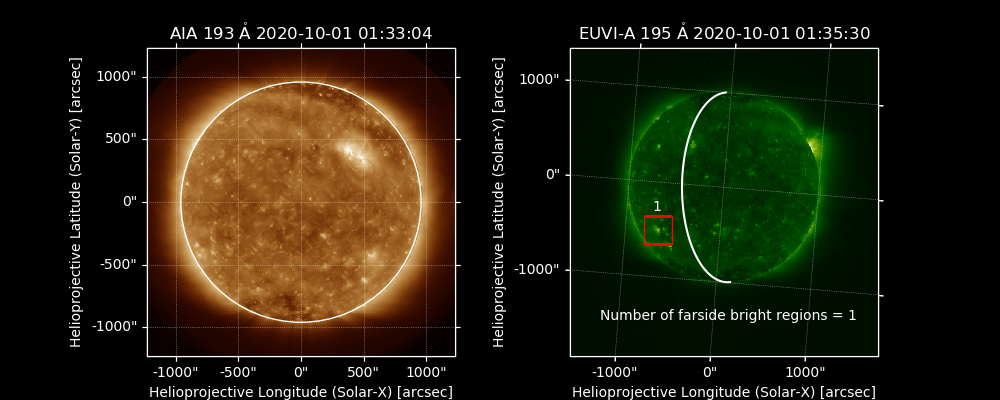 AIA 193 Å 2020-10-01 01:33:04
1000"
500"
0"
-500"
-1000"
-1000"
-500"
0"
500"
1000"
Helioprojective Latitude (Solar-Y) [arcsec]
Helioprojective Longitude (Solar-X) [arcsec]
EUVI-A 195 Å 2020-10-01 01:35:30
1000"
0"
-1000"
-1000"
0"
1000"
1
Number of farside bright regions = 1
Helioprojective Latitude (Solar-Y) [arcsec]
Helioprojective Longitude (Solar-X) [arcsec]